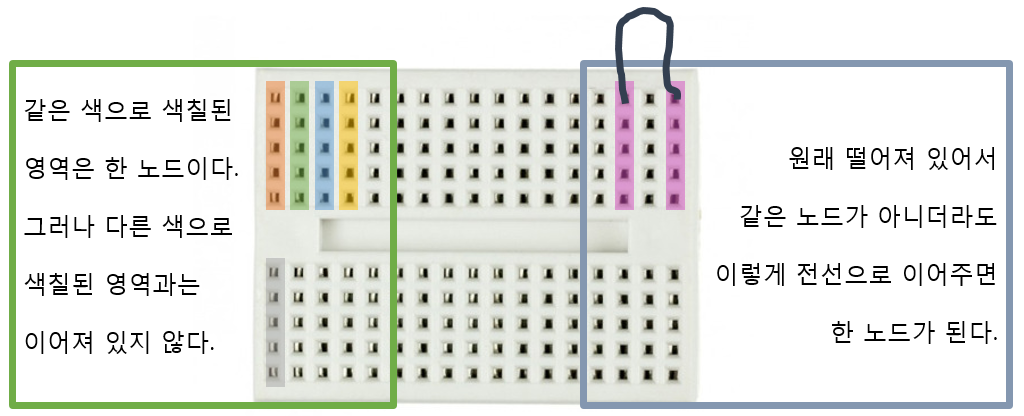 같은 색으로 색칠된
영역은 한 노드이다.
그러나 다른 색으로
색칠된 영역과는
이어져 있지 않다.
원래 떨어져 있어서
같은 노드가 아니더라도
이렇게 전선으로 이어주면
한 노드가 된다.